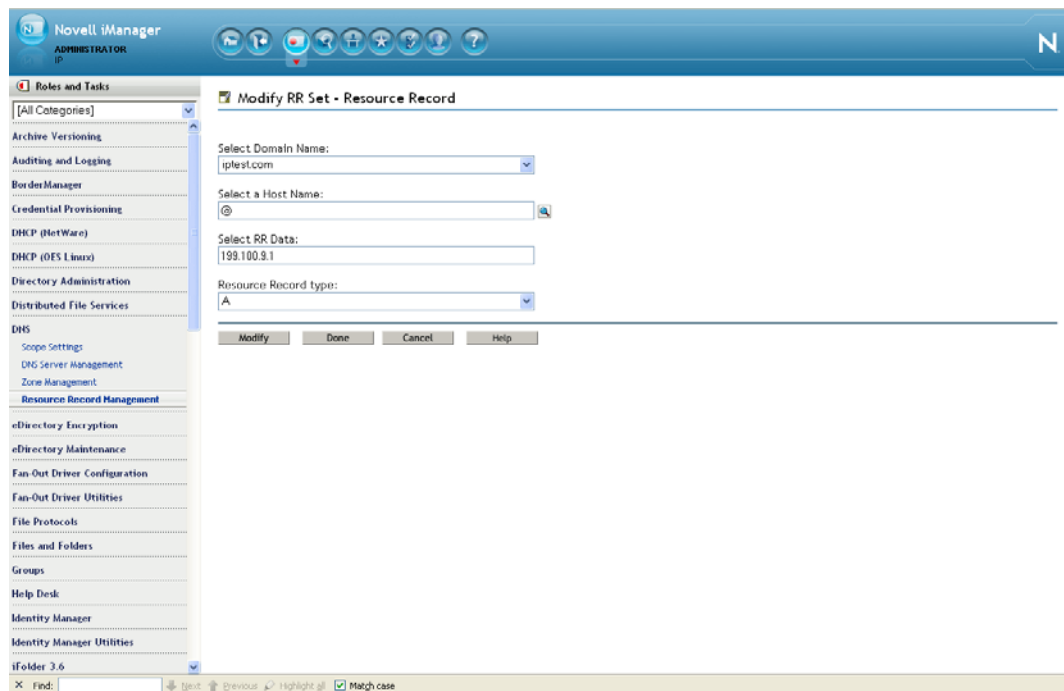 Novell iManager
ADMINISTRATOR
IP
N
Roles and Tasks
[All Categories]
Archive Versioning
Auditing and Logging
BorderManager
Credential Provisioning
DHCP (NetWare)
DHCP (OES Linux)
Directory Administration
Distributed File Services
DNS
Scope Settings
DNS Server Management
Zone Management
Resource Record Management
eDirectory Encryption
eDirectory Maintenance
Fan-Out Driver Configuration
Fan-Out Driver Utilities
File Protocols
Files and Folders
Groups
Help Desk
Identity Manager
Identity Manager Utilities
iFolder 3.6
Modify RR Set - Resource Record
Select Domain Name:
iptest.com
Select a Host Name:
@
Select RR Data:
199.100.9.1
Resource Record type:
A
Modify Done Cancel Help
× Find: Next Previous Highlight all Match case